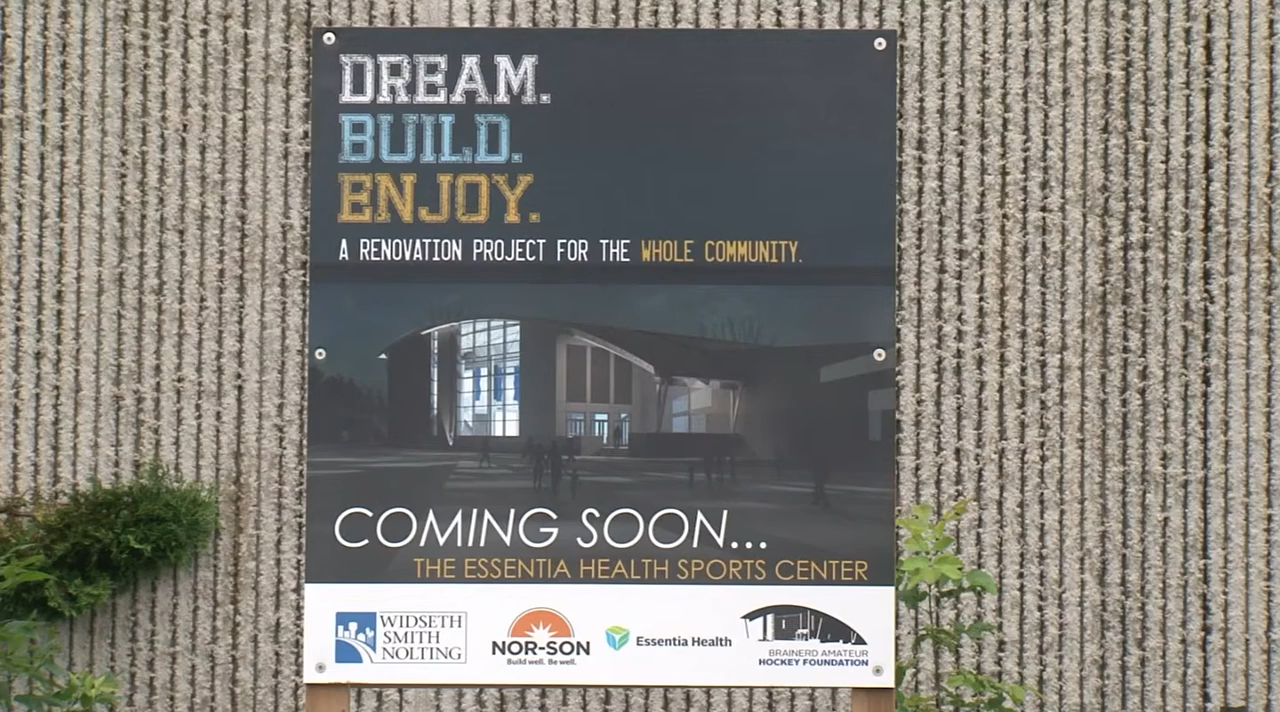 DREAM.
BUILD.
ENJOY.
A RENOVATION PROJECT FOR THE WHOLE COMMUNITY.
COMING SOON...
THE ESSENTIA HEALTH SPORTS CENTER
WIDSETH
SMITH
NOLTING
NOR-SON
Build well. Be well.
Essentia Health
BRAINERD AMATEUR
HOCKEY FOUNDATION